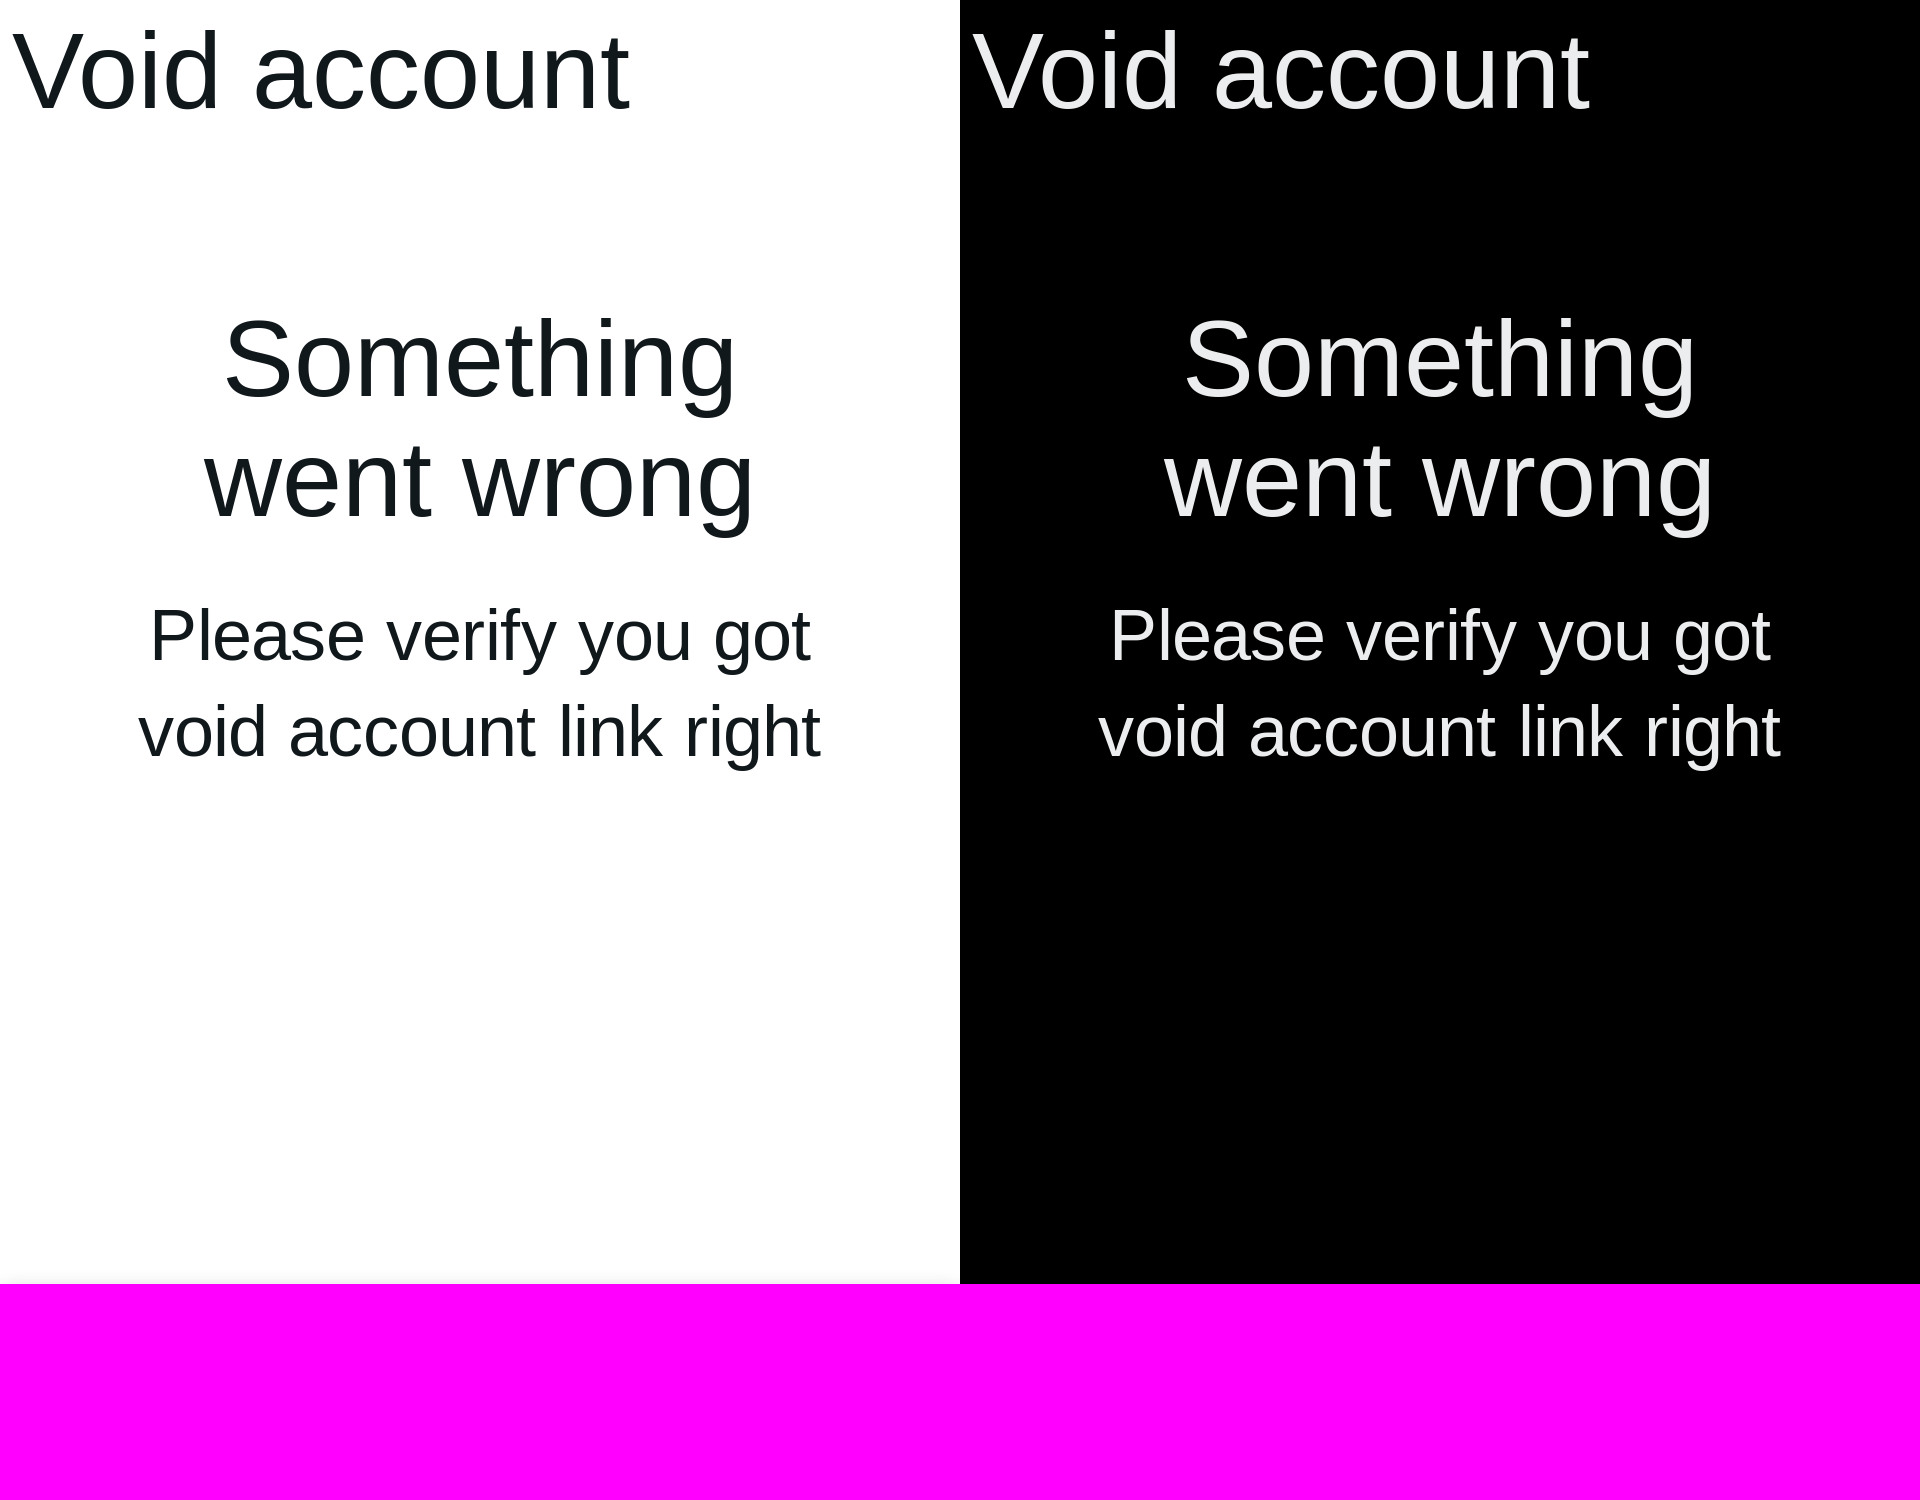 Void account
Something
went wrong
Please verify you got
void account link right
Void account
Something
went wrong
Please verify you got
void account link right